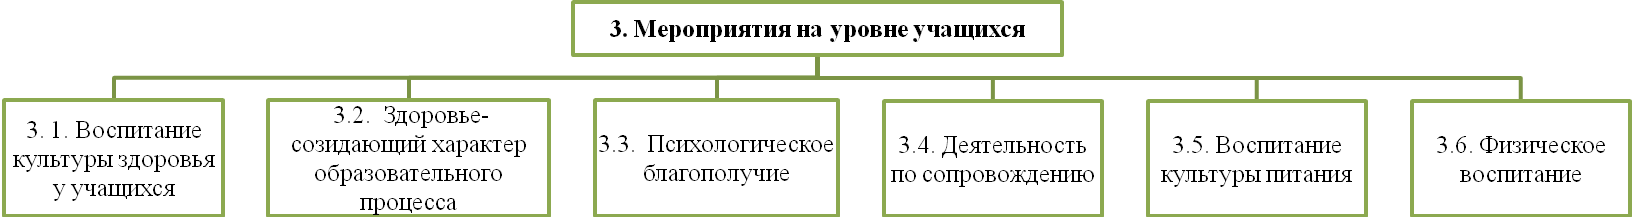 3. Мероприятия на уровне учащихся
3. 1. Воспитание
культуры здоровья
у учащихся
3.2. Здоровье-
созидающий характер
образовательного
процесса
3.3. Психологическое
благополучие
3.4. Деятельность
по сопровождению
3.5. Воспитание
культуры питания
3.6. Физическое
воспитание